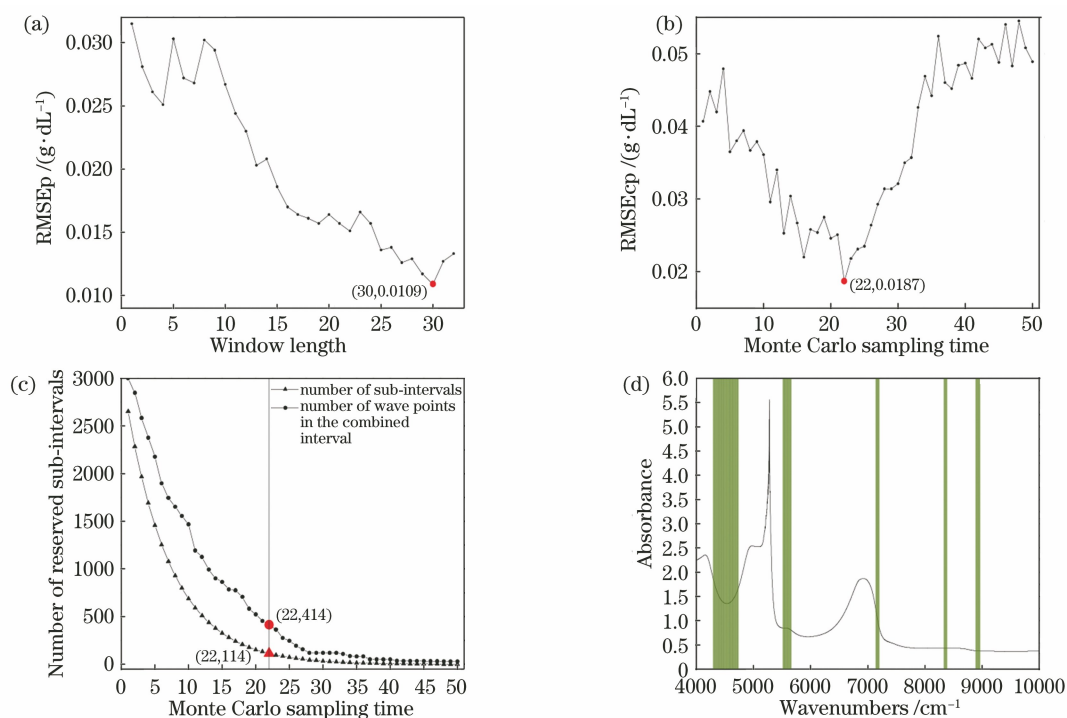 (a)
0.030
0.025
0.020
0.015
0.010
RMSEp /(g·dL⁻¹)
(30,0.0109)
0 5 10 15 20 25 30
Window length
(b)
0.05
0.04
0.03
0.02
RMSEcp /(g·dL⁻¹)
(22,0.0187)
0 10 20 30 40 50
Monte Carlo sampling time
(c)
3000
2500
2000
1500
1000
500
0
Number of reserved sub-intervals
number of sub-intervals
number of wave points
in the combined
interval
(22,414)
(22,114)
0 5 10 15 20 25 30 35 40 45 50
Monte Carlo sampling time
(d)
6.0
5.5
5.0
4.5
4.0
3.5
3.0
2.5
2.0
1.5
1.0
0.5
0
Absorbance
4000 5000 6000 7000 8000 9000 10000
Wavenumbers /cm⁻¹